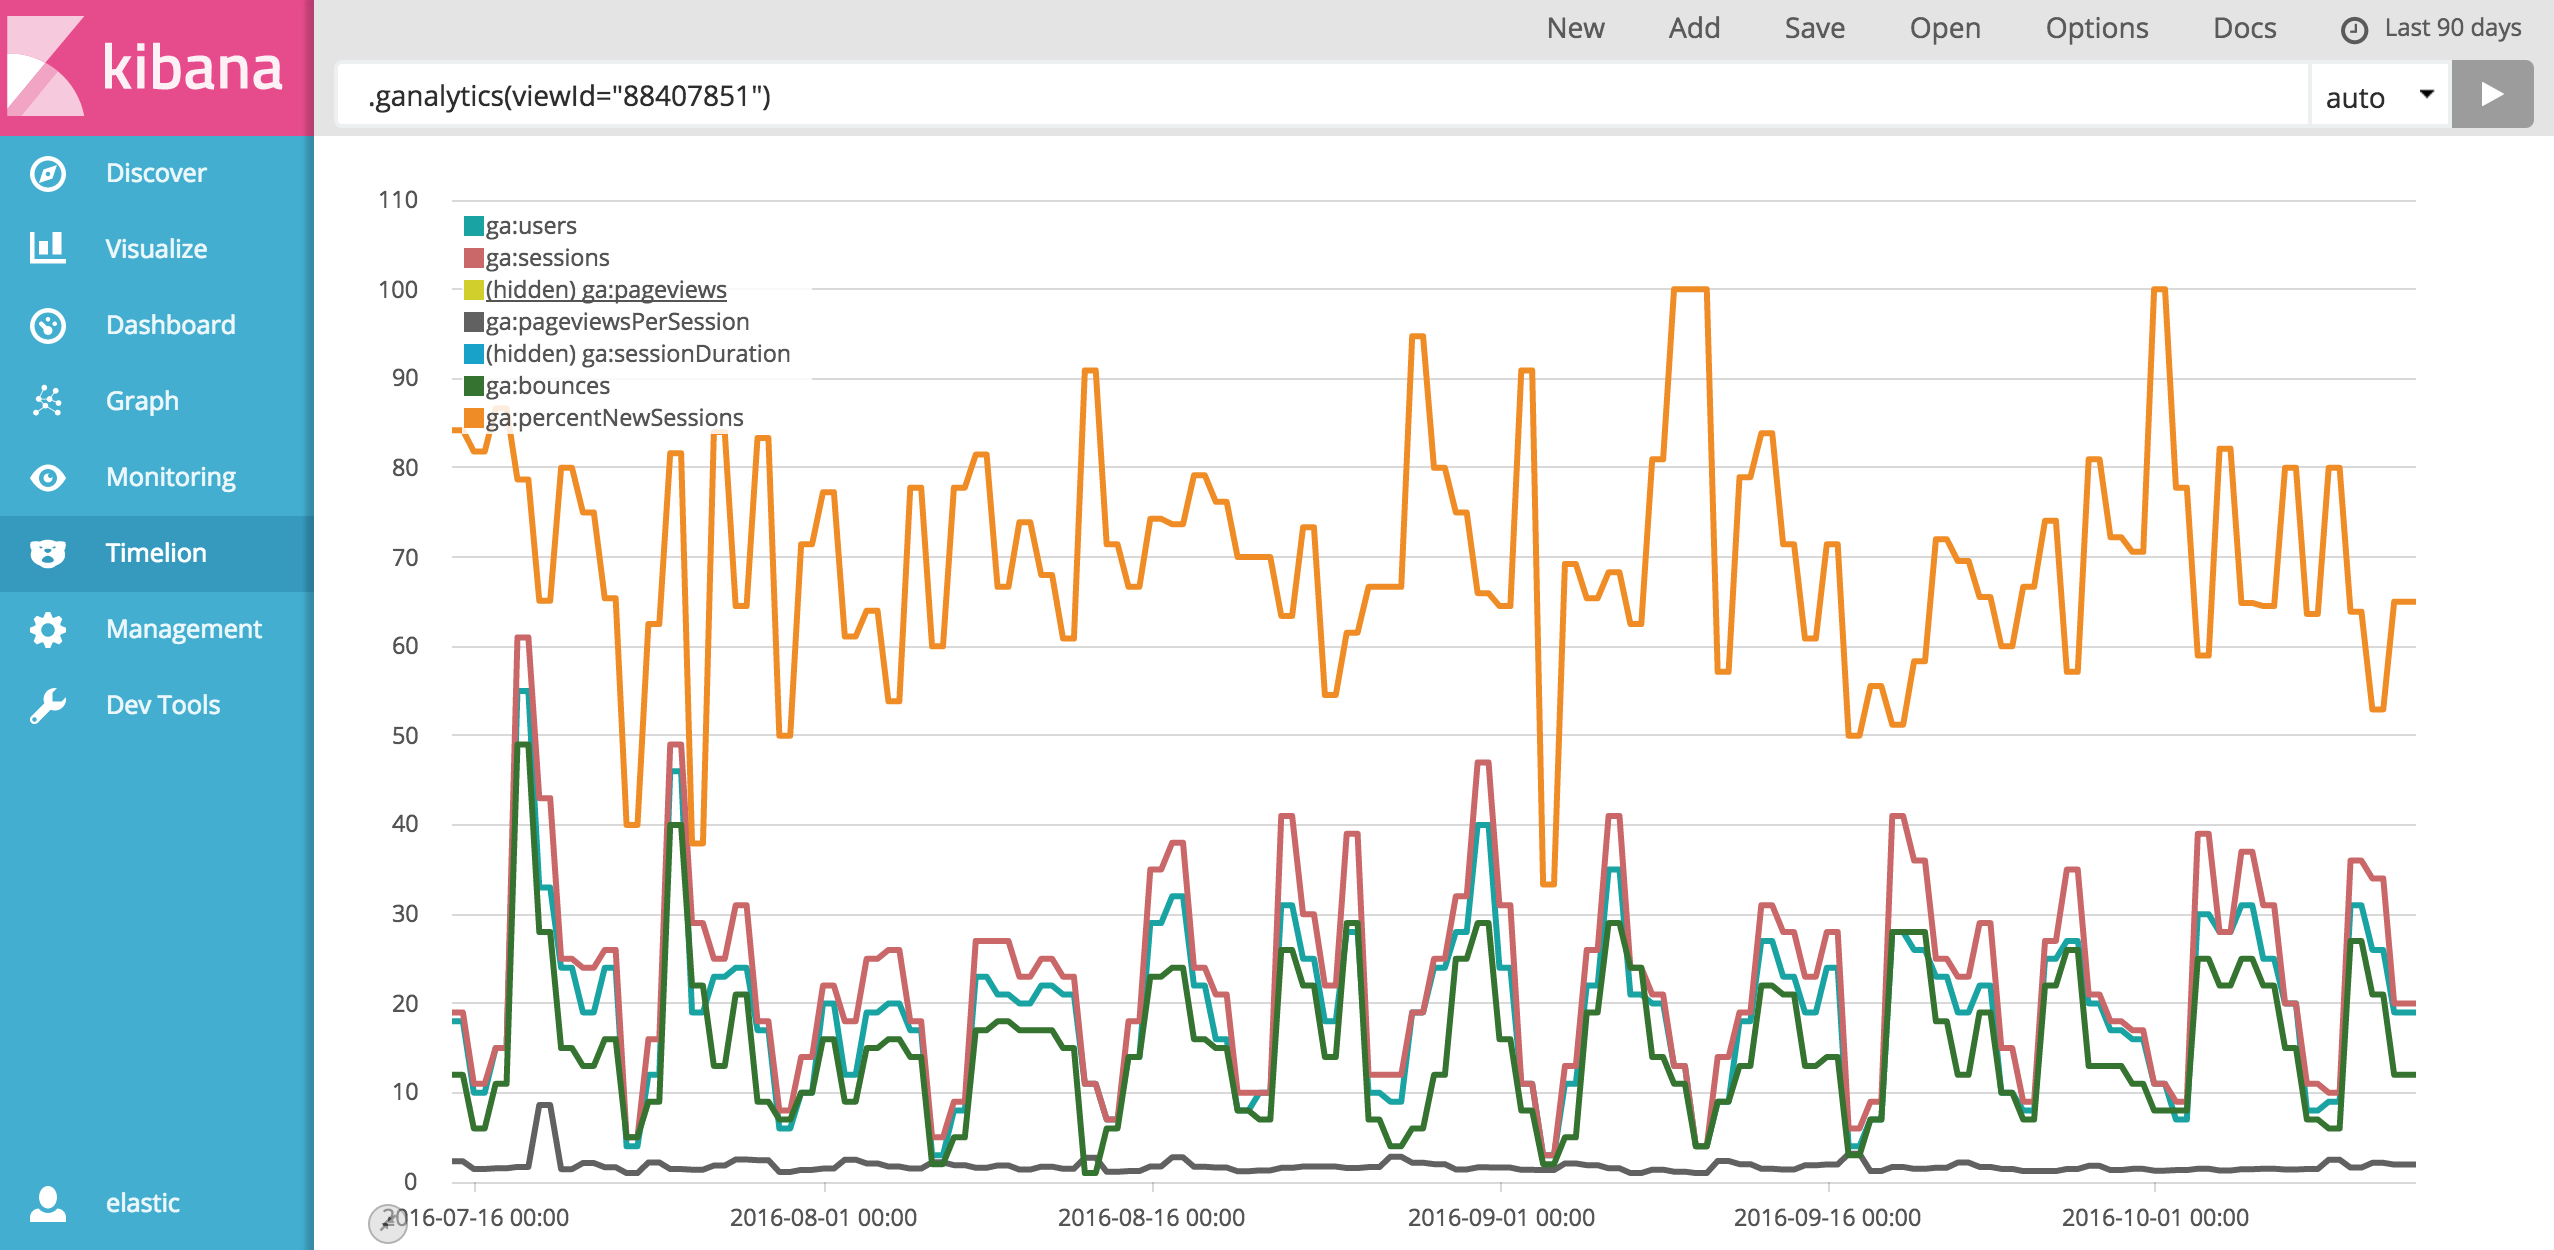 kibana
New Add Save Open Options Docs Last 90 days
.ganalytics(viewId="88407851")
auto
Discover
Visualize
Dashboard
Graph
Monitoring
Timelion
Management
Dev Tools
elastic
110
100
90
80
70
60
50
40
30
20
10
0
ga:users
ga:sessions
(hidden) ga:pageviews
ga:pageviewsPerSession
(hidden) ga:sessionDuration
ga:bounces
ga:percentNewSessions
2016-07-16 00:00 2016-08-01 00:00 2016-08-16 00:00 2016-09-01 00:00 2016-09-16 00:00 2016-10-01 00:00